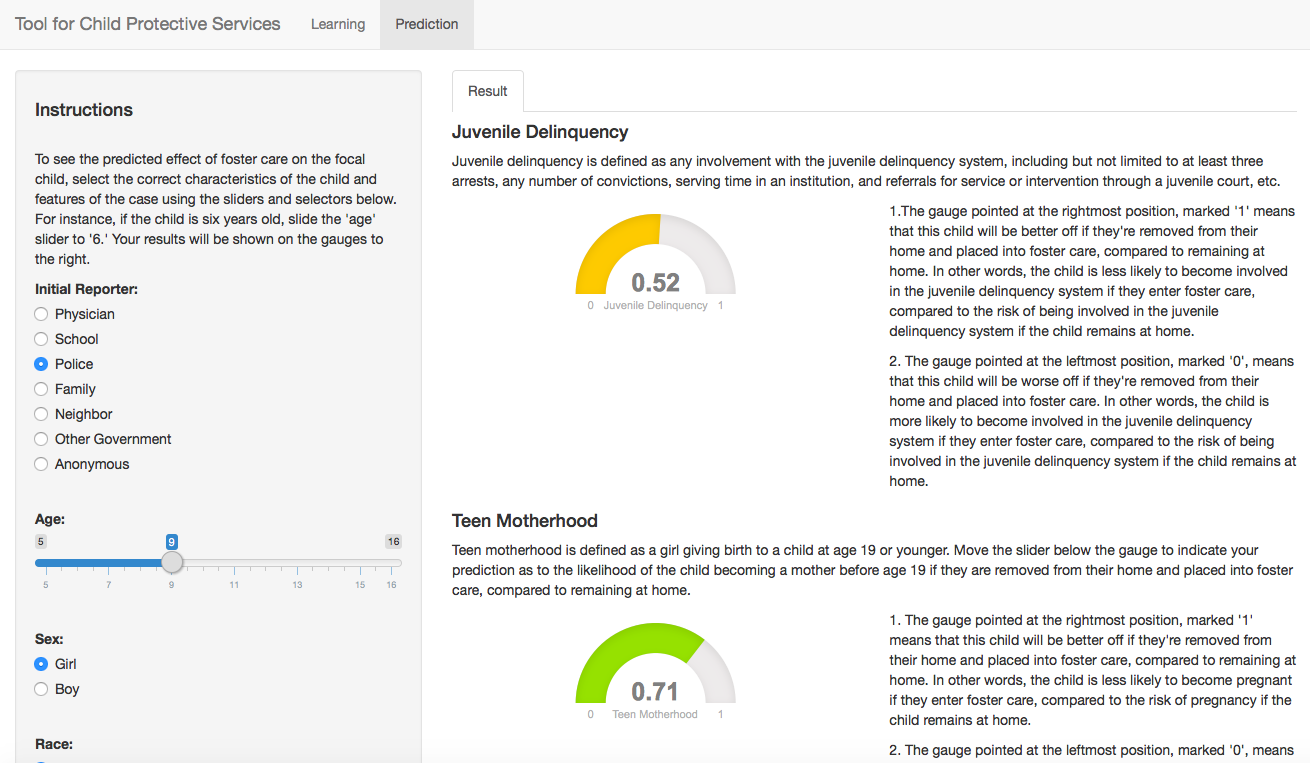 Tool for Child Protective Services Learning Prediction
Instructions
To see the predicted effect of foster care on the focal
child, select the correct characteristics of the child and
features of the case using the sliders and selectors below.
For instance, if the child is six years old, slide the 'age'
slider to '6.' Your results will be shown on the gauges to
the right.
Initial Reporter:
Physician
School
Police
Family
Neighbor
Other Government
Anonymous
Age:
5 9 16
5 7 9 11 13 15 16
Sex:
Girl
Boy
Race:
Result
Juvenile Delinquency
Juvenile delinquency is defined as any involvement with the juvenile delinquency system, including but not limited to at least three
arrests, any number of convictions, serving time in an institution, and referrals for service or intervention through a juvenile court, etc.
0.52
0 Juvenile Delinquency 1
1.The gauge pointed at the rightmost position, marked '1' means
that this child will be better off if they're removed from their
home and placed into foster care, compared to remaining at
home. In other words, the child is less likely to become involved
in the juvenile delinquency system if they enter foster care,
compared to the risk of being involved in the juvenile
delinquency system if the child remains at home.
2. The gauge pointed at the leftmost position, marked '0', means
that this child will be worse off if they're removed from their
home and placed into foster care. In other words, the child is
more likely to become involved in the juvenile delinquency
system if they enter foster care, compared to the risk of being
involved in the juvenile delinquency system if the child remains at
home.
Teen Motherhood
Teen motherhood is defined as a girl giving birth to a child at age 19 or younger. Move the slider below the gauge to indicate your
prediction as to the likelihood of the child becoming a mother before age 19 if they are removed from their home and placed into foster
care, compared to remaining at home.
0.71
0 Teen Motherhood 1
1. The gauge pointed at the rightmost position, marked '1'
means that this child will be better off if they're removed from
their home and placed into foster care, compared to remaining at
home. In other words, the child is less likely to become pregnant
if they enter foster care, compared to the risk of pregnancy if the
child remains at home.
2. The gauge pointed at the leftmost position, marked '0', means